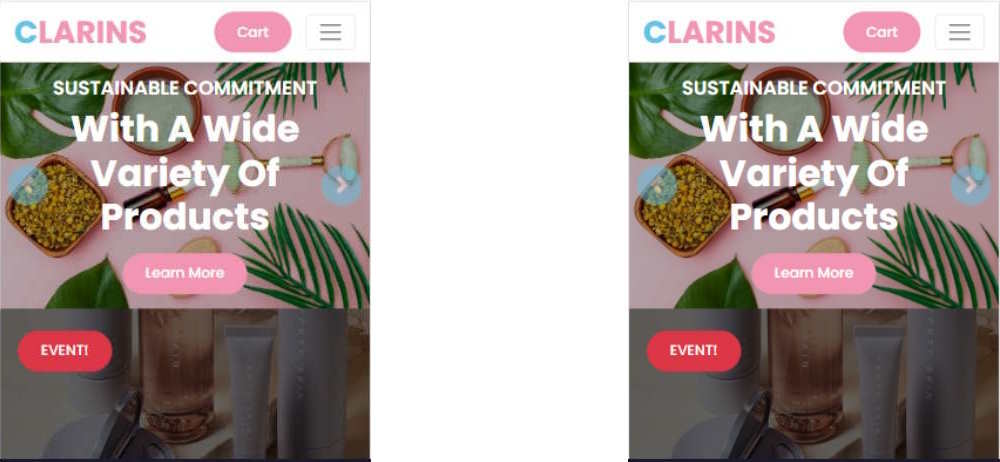 CLARINS
Cart
SUSTAINABLE COMMITMENT
With A Wide
Variety Of
Products
Learn More
EVENT!
CLARINS
Cart
SUSTAINABLE COMMITMENT
With A Wide
Variety Of
Products
Learn More
EVENT!